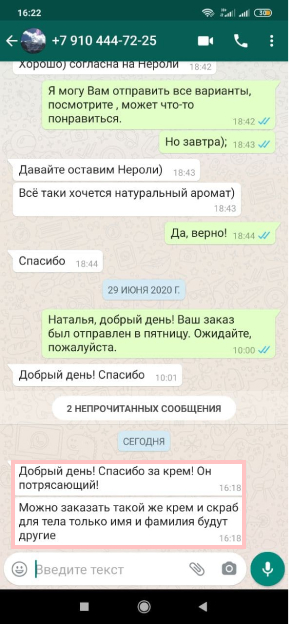 16:22
30
+7 910 444-72-25
Хорошо) согласна на Нероли 18:42
Я могу Вам отправить все варианты,
посмотрите , может что-то
понравиться. 18:42
Но завтра); 18:43
Давайте оставим Нероли) 18:43
Всё таки хочется натуральный аромат)
18:43
Да, верно! 18:44
Спасибо 18:44
29 ИЮНЯ 2020 Г.
Наталья, добрый день! Ваш заказ
был отправлен в пятницу. Ожидайте,
пожалуйста. 10:00
Добрый день! Спасибо 10:01
2 НЕПРОЧИТАННЫХ СООБЩЕНИЯ
СЕГОДНЯ
Добрый день! Спасибо за крем! Он
потрясающий! 16:18
Можно заказать такой же крем и скраб
для тела только имя и фамилия будут
другие 16:18
Введите текст